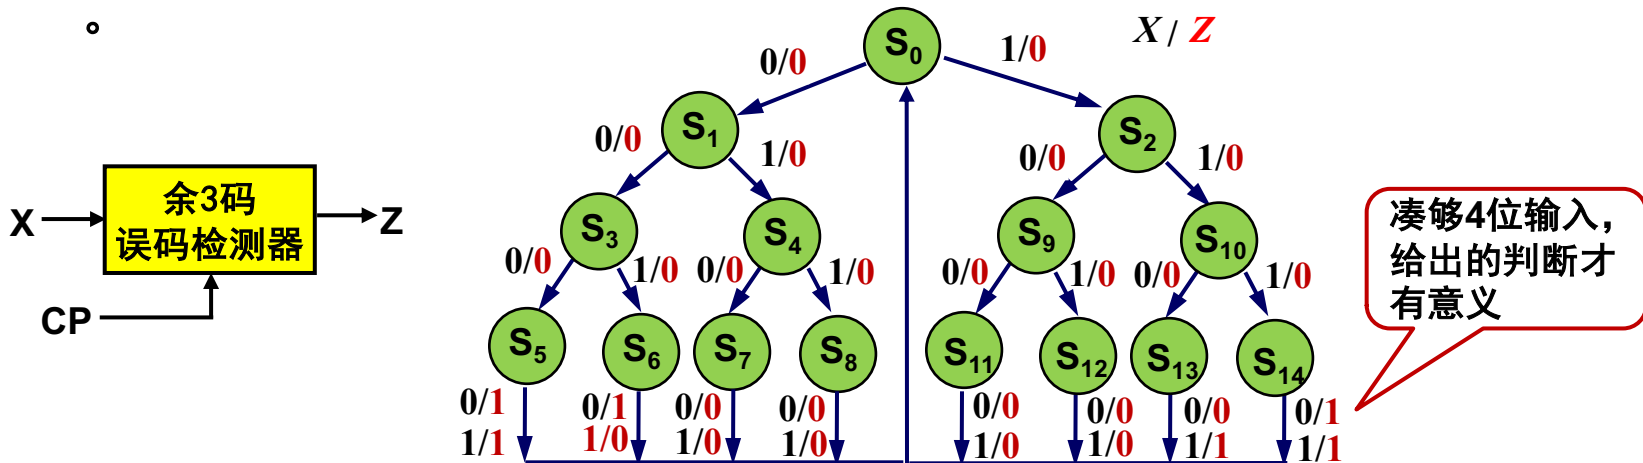 。
S₀
X / Z
0/0
1/0
S₁
S₂
0/0
1/0
0/0
1/0
余3码
误码检测器
X
Z
CP
S₃
S₄
S₉
S₁₀
凑够4位输入，
给出的判断才
有意义
0/0
1/0
0/0
1/0
0/0
1/0
0/0
1/0
S₅
S₆
S₇
S₈
S₁₁
S₁₂
S₁₃
S₁₄
0/1
0/1
0/0
0/0
0/0
0/0
0/0
0/1
1/1
1/0
1/0
1/0
1/0
1/0
1/1
1/1